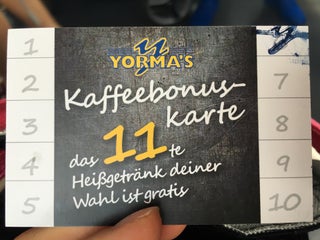 1
2
3
4
5
YORMA'S
Kaffeebonus-
karte
das 11te
Heißgetränk deiner
Wahl ist gratis
7
8
9
10